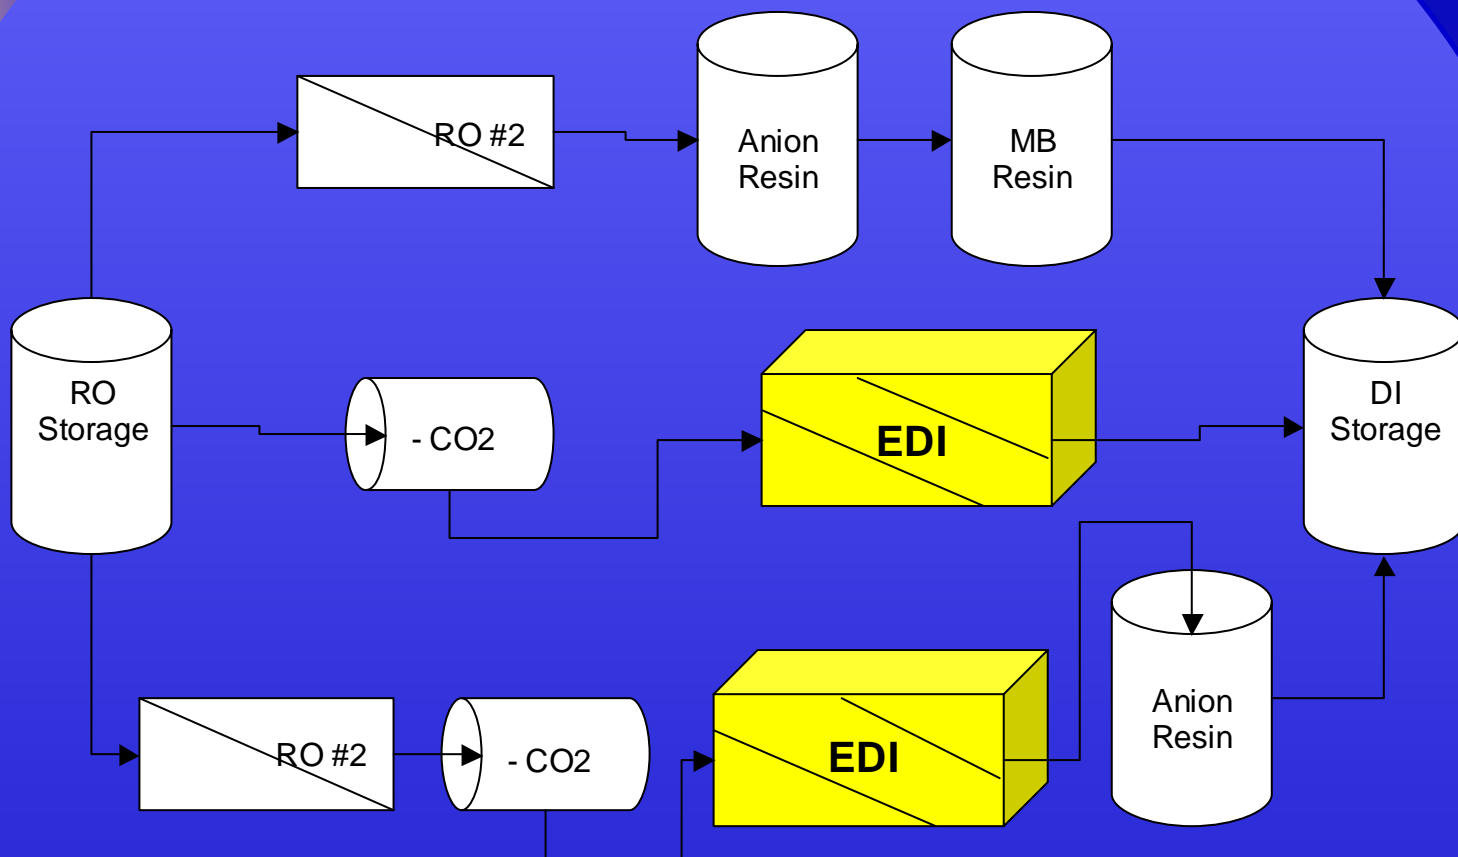 RO #2
Anion
Resin
MB
Resin
RO
Storage
- CO2
EDI
DI
Storage
RO #2
- CO2
EDI
Anion
Resin